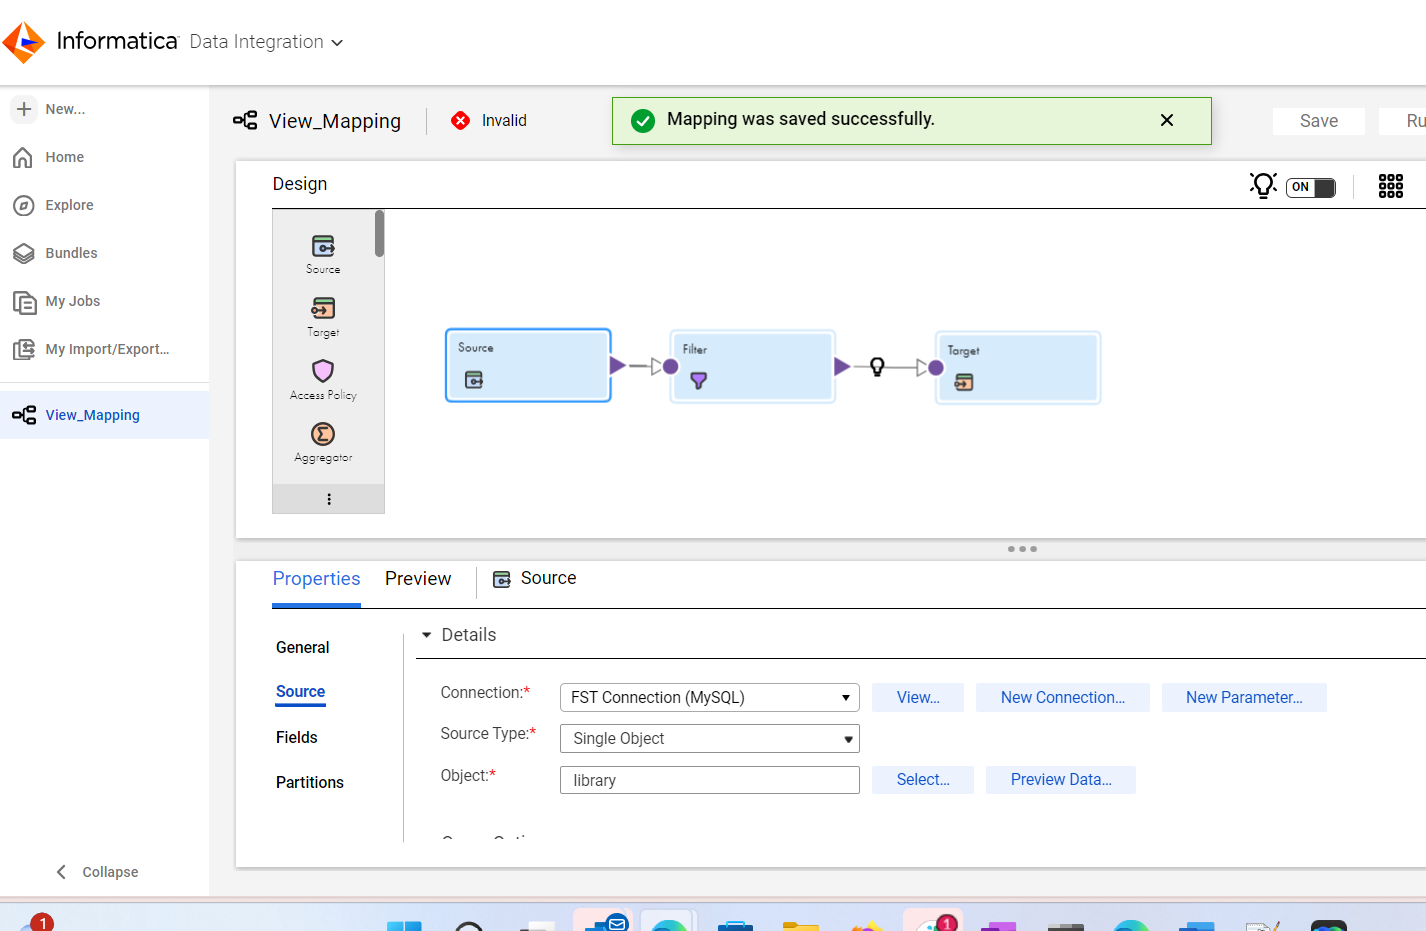 Informatica Data Integration
New...
Home
Explore
Bundles
My Jobs
My Import/Export...
View_Mapping
Collapse
View_Mapping
Invalid
Mapping was saved successfully.
Save
Ru
Design
ON
Source
Target
Access Policy
Aggregator
Source
Filter
Target
Properties
Preview
Source
General
Source
Fields
Partitions
Details
Connection:*
FST Connection (MySQL)
View...
New Connection...
New Parameter...
Source Type:*
Single Object
Object:*
library
Select...
Preview Data...
1
1